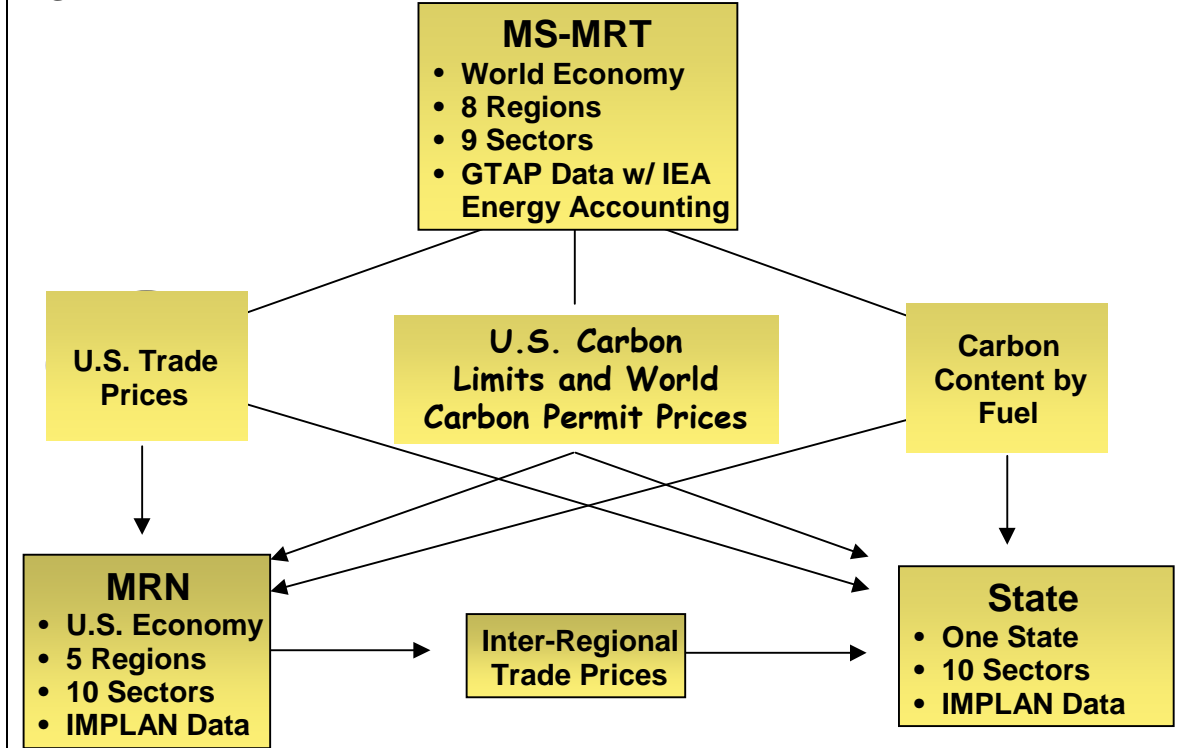 MS-MRT
• World Economy
• 8 Regions
• 9 Sectors
• GTAP Data w/ IEA
Energy Accounting
U.S. Trade
Prices
U.S. Carbon
Limits and World
Carbon Permit Prices
Carbon
Content by
Fuel
MRN
• U.S. Economy
• 5 Regions
• 10 Sectors
• IMPLAN Data
Inter-Regional
Trade Prices
State
• One State
• 10 Sectors
• IMPLAN Data